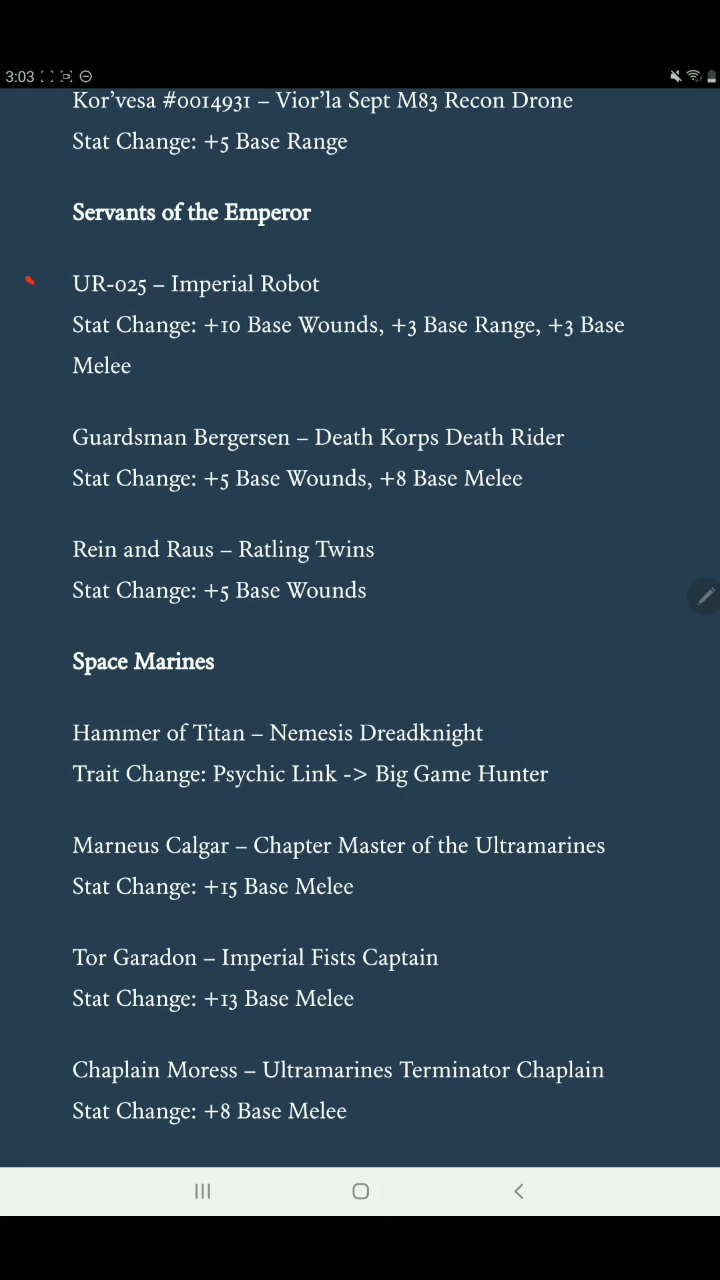 3:03
Kor'vesa #0014931 – Vior'la Sept M83 Recon Drone
Stat Change: +5 Base Range
Servants of the Emperor
UR-025 – Imperial Robot
Stat Change: +10 Base Wounds, +3 Base Range, +3 Base
Melee
Guardsman Bergersen – Death Korps Death Rider
Stat Change: +5 Base Wounds, +8 Base Melee
Rein and Raus – Ratling Twins
Stat Change: +5 Base Wounds
Space Marines
Hammer of Titan – Nemesis Dreadknight
Trait Change: Psychic Link -> Big Game Hunter
Marneus Calgar – Chapter Master of the Ultramarines
Stat Change: +15 Base Melee
Tor Garadon – Imperial Fists Captain
Stat Change: +13 Base Melee
Chaplain Moress – Ultramarines Terminator Chaplain
Stat Change: +8 Base Melee